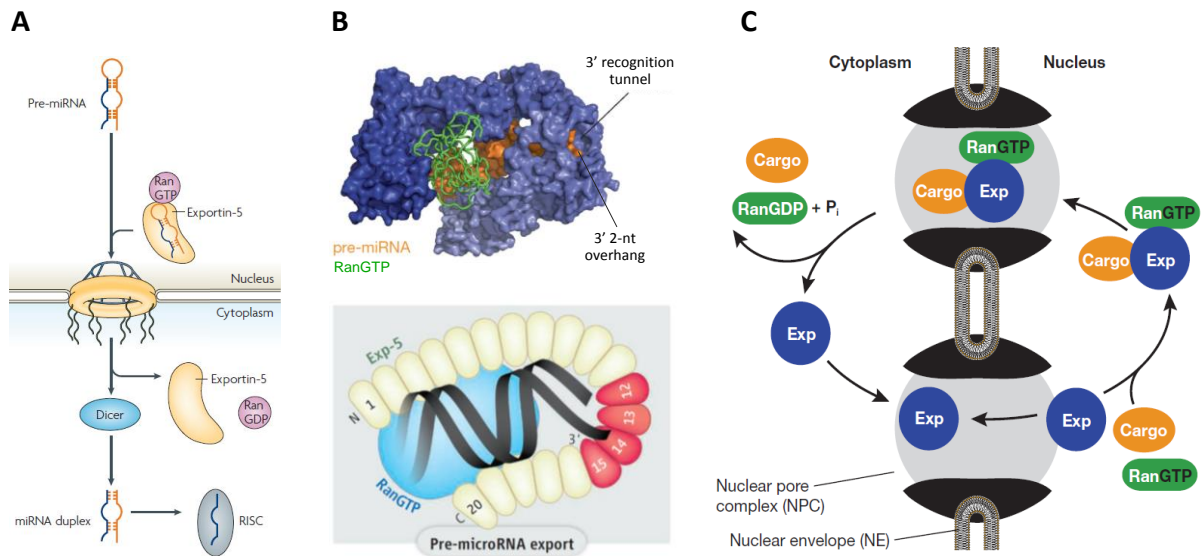 A
Pre-miRNA
Ran
GTP
Exportin-5
Nucleus
Cytoplasm
Exportin-5
Ran
GDP
Dicer
miRNA duplex
RISC
B
3’ recognition
tunnel
pre-miRNA
RanGTP
3’ 2-nt
overhang
Exp-5
N
1
12
13
14
15
3’
RanGTP
C
20
Pre-microRNA export
C
Cytoplasm
Nucleus
RanGTP
Cargo
Exp
Cargo
RanGDP + Pi
RanGTP
Cargo
Exp
Exp
Exp
Exp
Cargo
RanGTP
Nuclear pore
complex (NPC)
Nuclear envelope (NE)